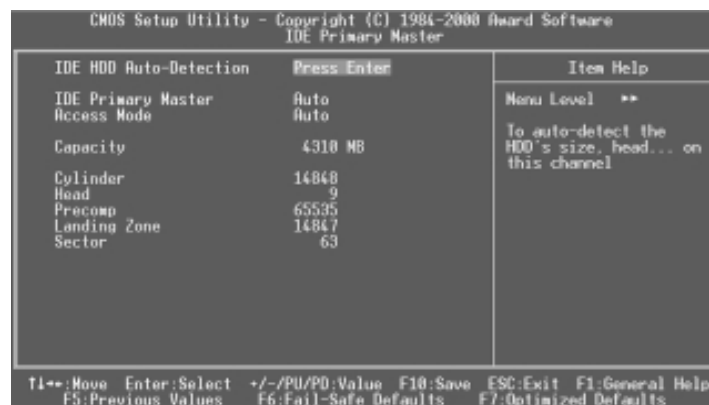 CMOS Setup Utility - Copyright (C) 1984-2000 Award Software
IDE Primary Master
IDE HDD Auto-Detection Press Enter
IDE Primary Master Auto
Access Mode Auto
Capacity 4310 MB
Cylinder 14848
Head 9
Precomp 65535
Landing Zone 14847
Sector 63
Item Help
Menu Level ►►
To auto-detect the
HDD's size, head... on
this channel
↑↓→←:Move Enter:Select +/-/PU/PD:Value F10:Save ESC:Exit F1:General Help
F5:Previous Values F6:Fail-Safe Defaults F7:Optimized Defaults